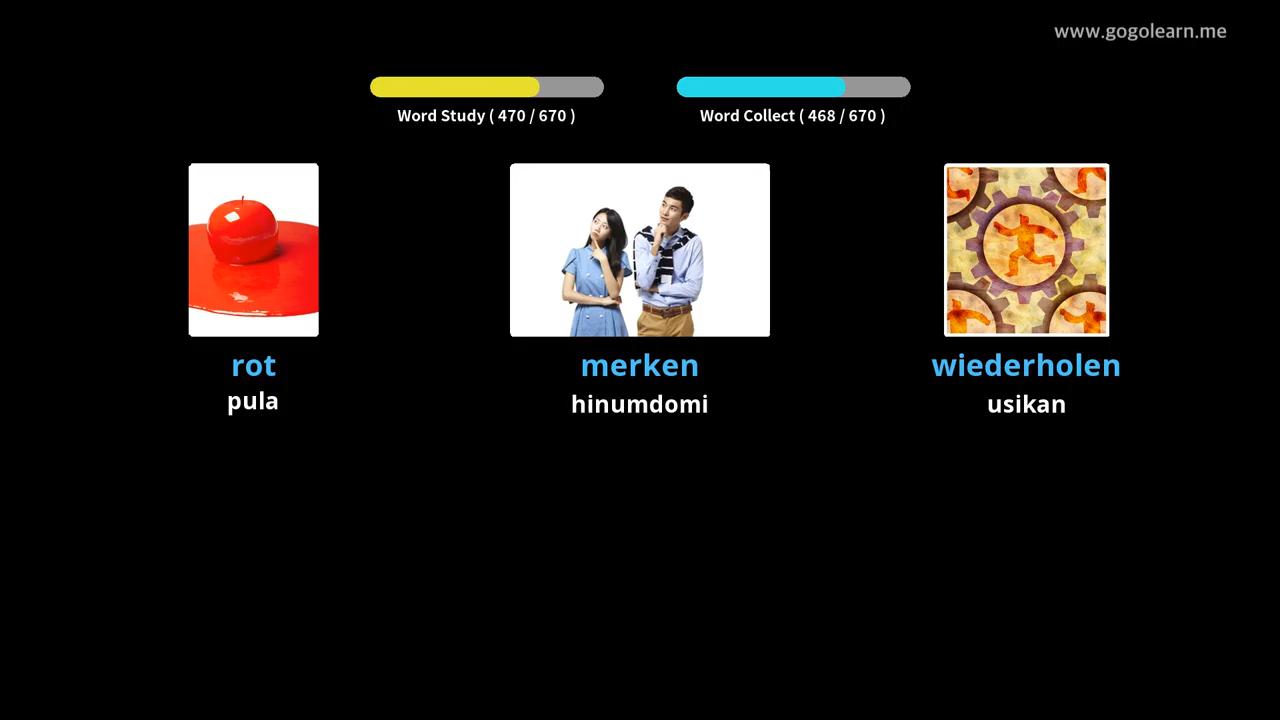 www.gogolearn.me
Word Study ( 470 / 670 )
Word Collect ( 468 / 670 )
rot
pula
merken
hinumdomi
wiederholen
usikan